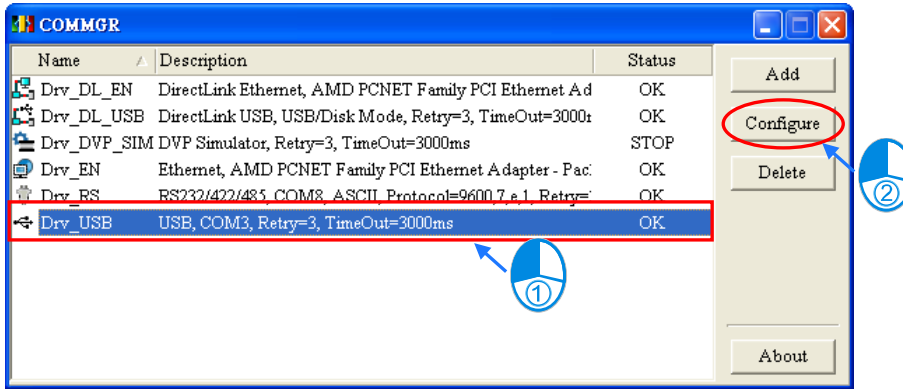 COMMGR
Name Description Status
Add
Drv_DL_EN DirectLink Ethernet, AMD PCNET Family PCI Ethernet Ad OK
Drv_DL_USB DirectLink USB, USB/Disk Mode, Retry=3, TimeOut=3000 OK
Configure
Drv_DVP_SIM DVP Simulator, Retry=3, TimeOut=3000ms STOP
Drv_EN Ethernet, AMD PCNET Family PCI Ethernet Adapter - Pac OK
Delete
②
Drv_RS RS232/422/485, COM8, ASCII, Protocol=9600,7,e,1, Retry= OK
Drv_USB USB, COM3, Retry=3, TimeOut=3000ms OK
①
About